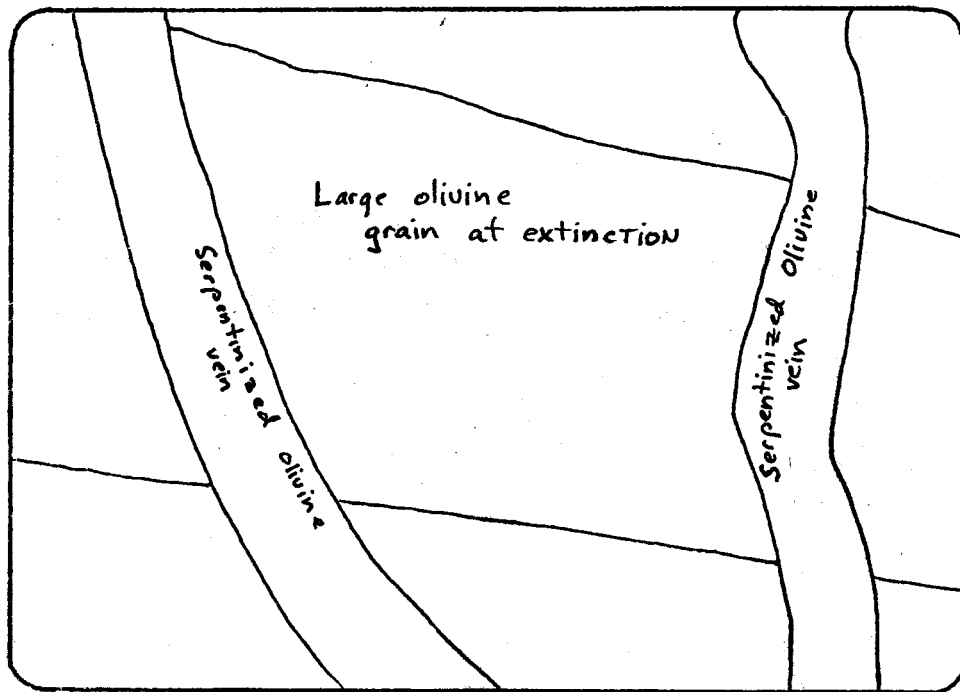 Large olivine
grain at extinction
Serpentinized olivine
vein
Serpentinized olivine
vein